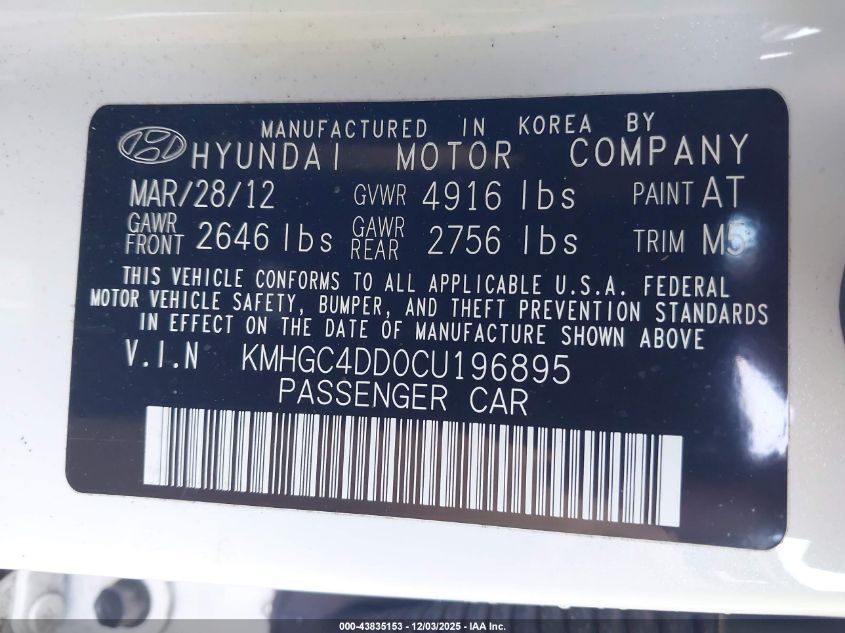 MANUFACTURED IN KOREA BY
HYUNDAI MOTOR COMPANY
MAR/28/12 GVWR 4916 lbs PAINT AT
GAWR FRONT 2646 lbs GAWR REAR 2756 lbs TRIM M5
THIS VEHICLE CONFORMS TO ALL APPLICABLE U.S.A. FEDERAL
MOTOR VEHICLE SAFETY, BUMPER, AND THEFT PREVENTION STANDARDS
IN EFFECT ON THE DATE OF MANUFACTURE SHOWN ABOVE
V.I.N KMHGC4DD0CU196895
PASSENGER CAR
000-43835153 - 12/03/2025 - IAA Inc.